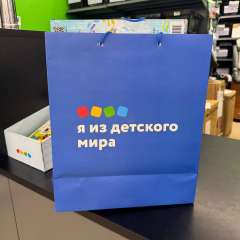 я из детского
мира